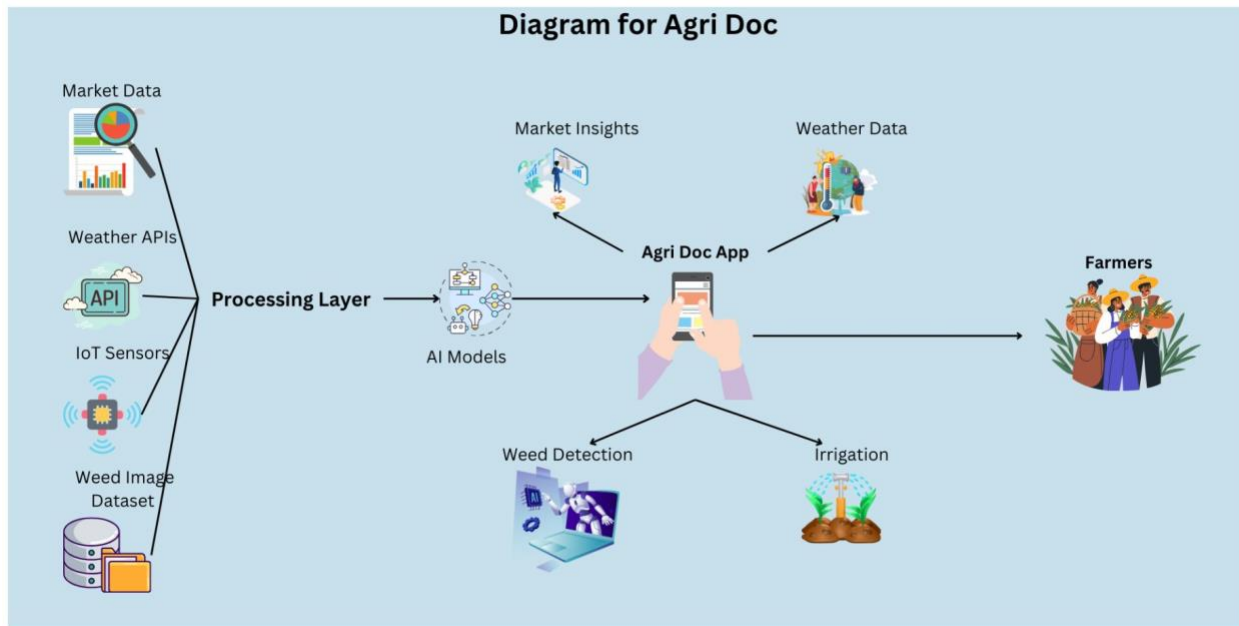 Diagram for Agri Doc
Market Data
Weather APIs
API
IoT Sensors
Weed Image
Dataset
Processing Layer
AI Models
Market Insights
Weather Data
Agri Doc App
Weed Detection
AI
Irrigation
Farmers